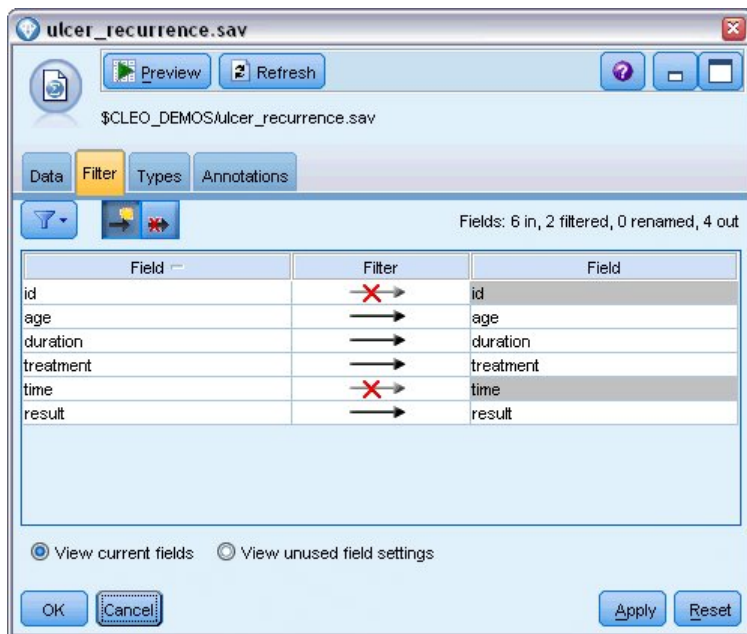 ulcer_recurrence.sav
Preview Refresh
$CLEO_DEMOS/ulcer_recurrence.sav
Data Filter Types Annotations
Fields: 6 in, 2 filtered, 0 renamed, 4 out
Field Filter Field
id id
age age
duration duration
treatment treatment
time time
result result
View current fields View unused field settings
OK Cancel Apply Reset